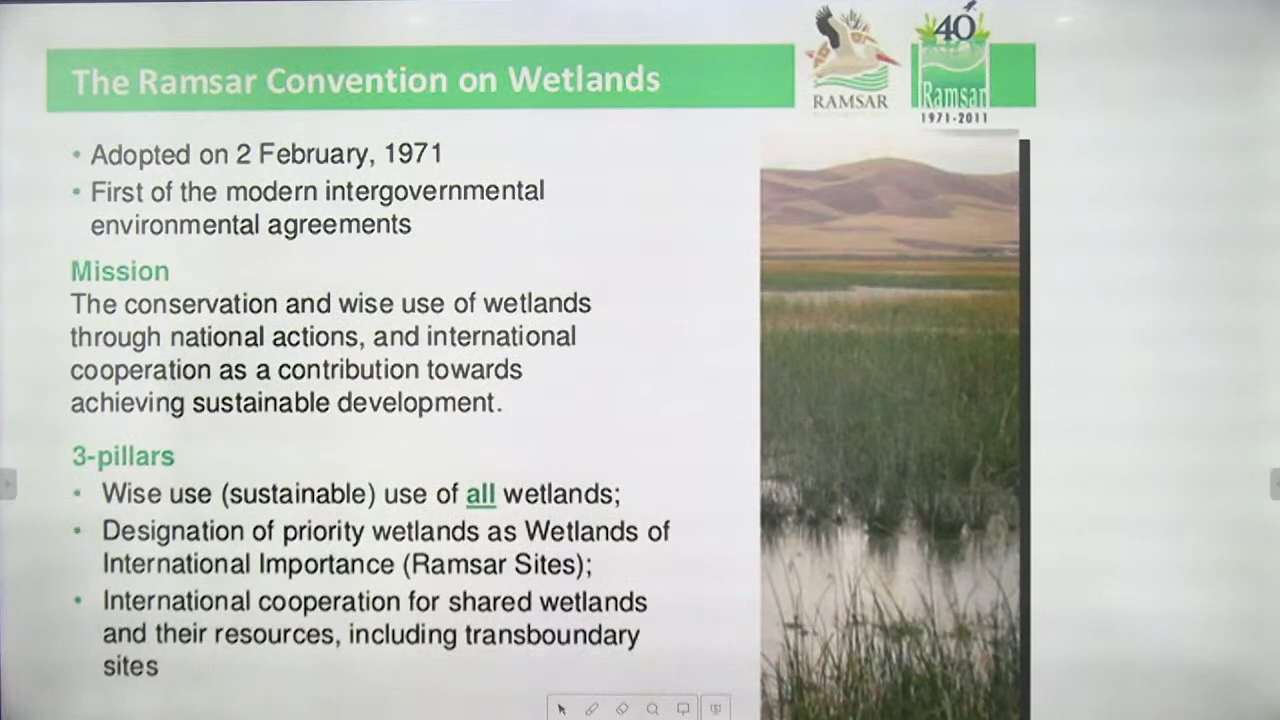 The Ramsar Convention on Wetlands
RAMSAR
40
Ramsar
1971-2011
• Adopted on 2 February, 1971
• First of the modern intergovernmental
environmental agreements
Mission
The conservation and wise use of wetlands
through national actions, and international
cooperation as a contribution towards
achieving sustainable development.
3-pillars
• Wise use (sustainable) use of all wetlands;
• Designation of priority wetlands as Wetlands of
International Importance (Ramsar Sites);
• International cooperation for shared wetlands
and their resources, including transboundary
sites